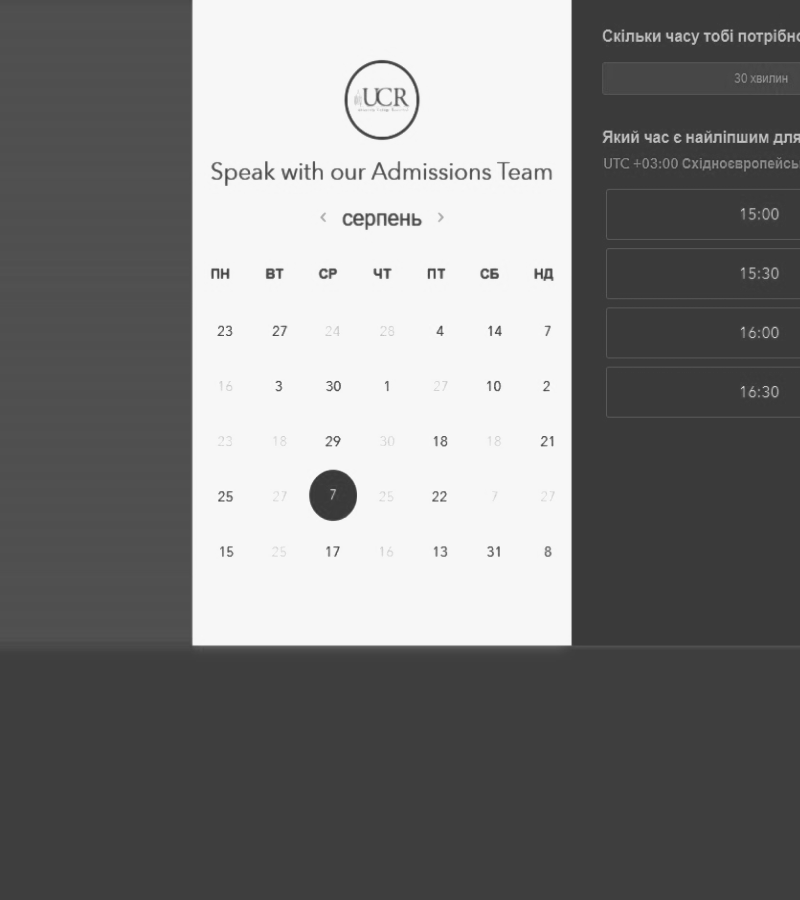 UCR
Speak with our Admissions Team
‹ серпень ›
ПН ВТ СР ЧТ ПТ СБ НД
23 27 24 28 4 14 7
16 3 30 1 27 10 2
23 18 29 30 18 18 21
25 27 7 25 22 7 27
15 25 17 16 13 31 8
Скільки часу тобі потрібно
30 хвилин
Який час є найліпшим для
UTC +03:00 Східноєвропейсь
15:00
15:30
16:00
16:30